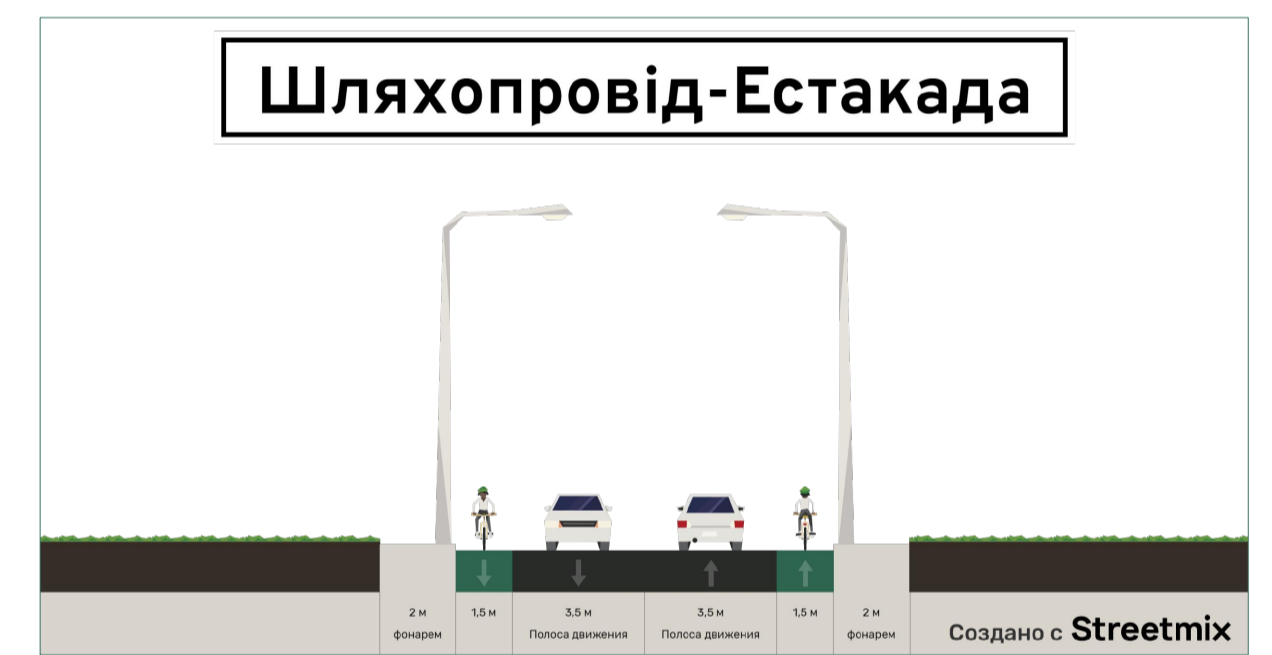 Шляхопровід-Естакада
2 м
фонарем
1,5 м
3,5 м
Полоса движения
3,5 м
Полоса движения
1,5 м
2 м
фонарем
Создано с Streetmix